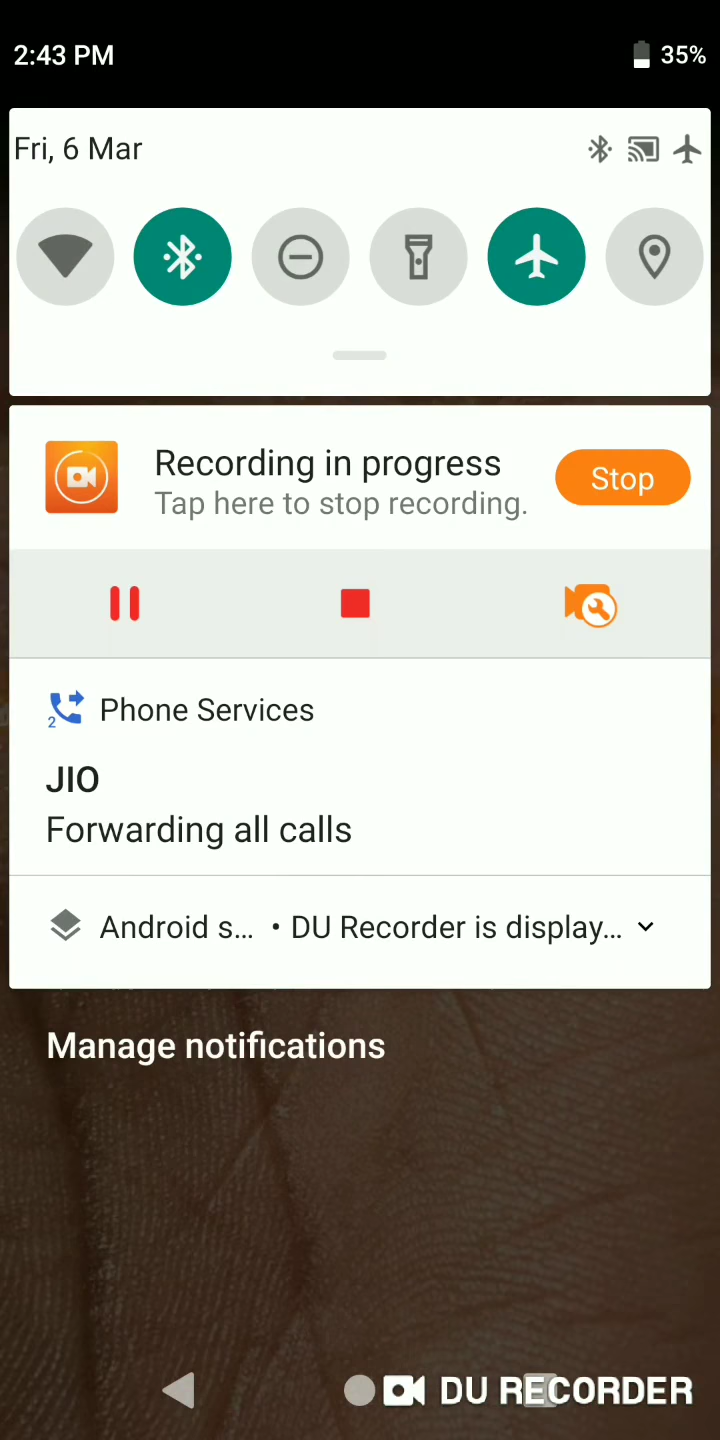 2:43 PM
35%
Fri, 6 Mar
Recording in progress
Tap here to stop recording.
Stop
2
Phone Services
JIO
Forwarding all calls
Android s... • DU Recorder is display...
Manage notifications
DU RECORDER